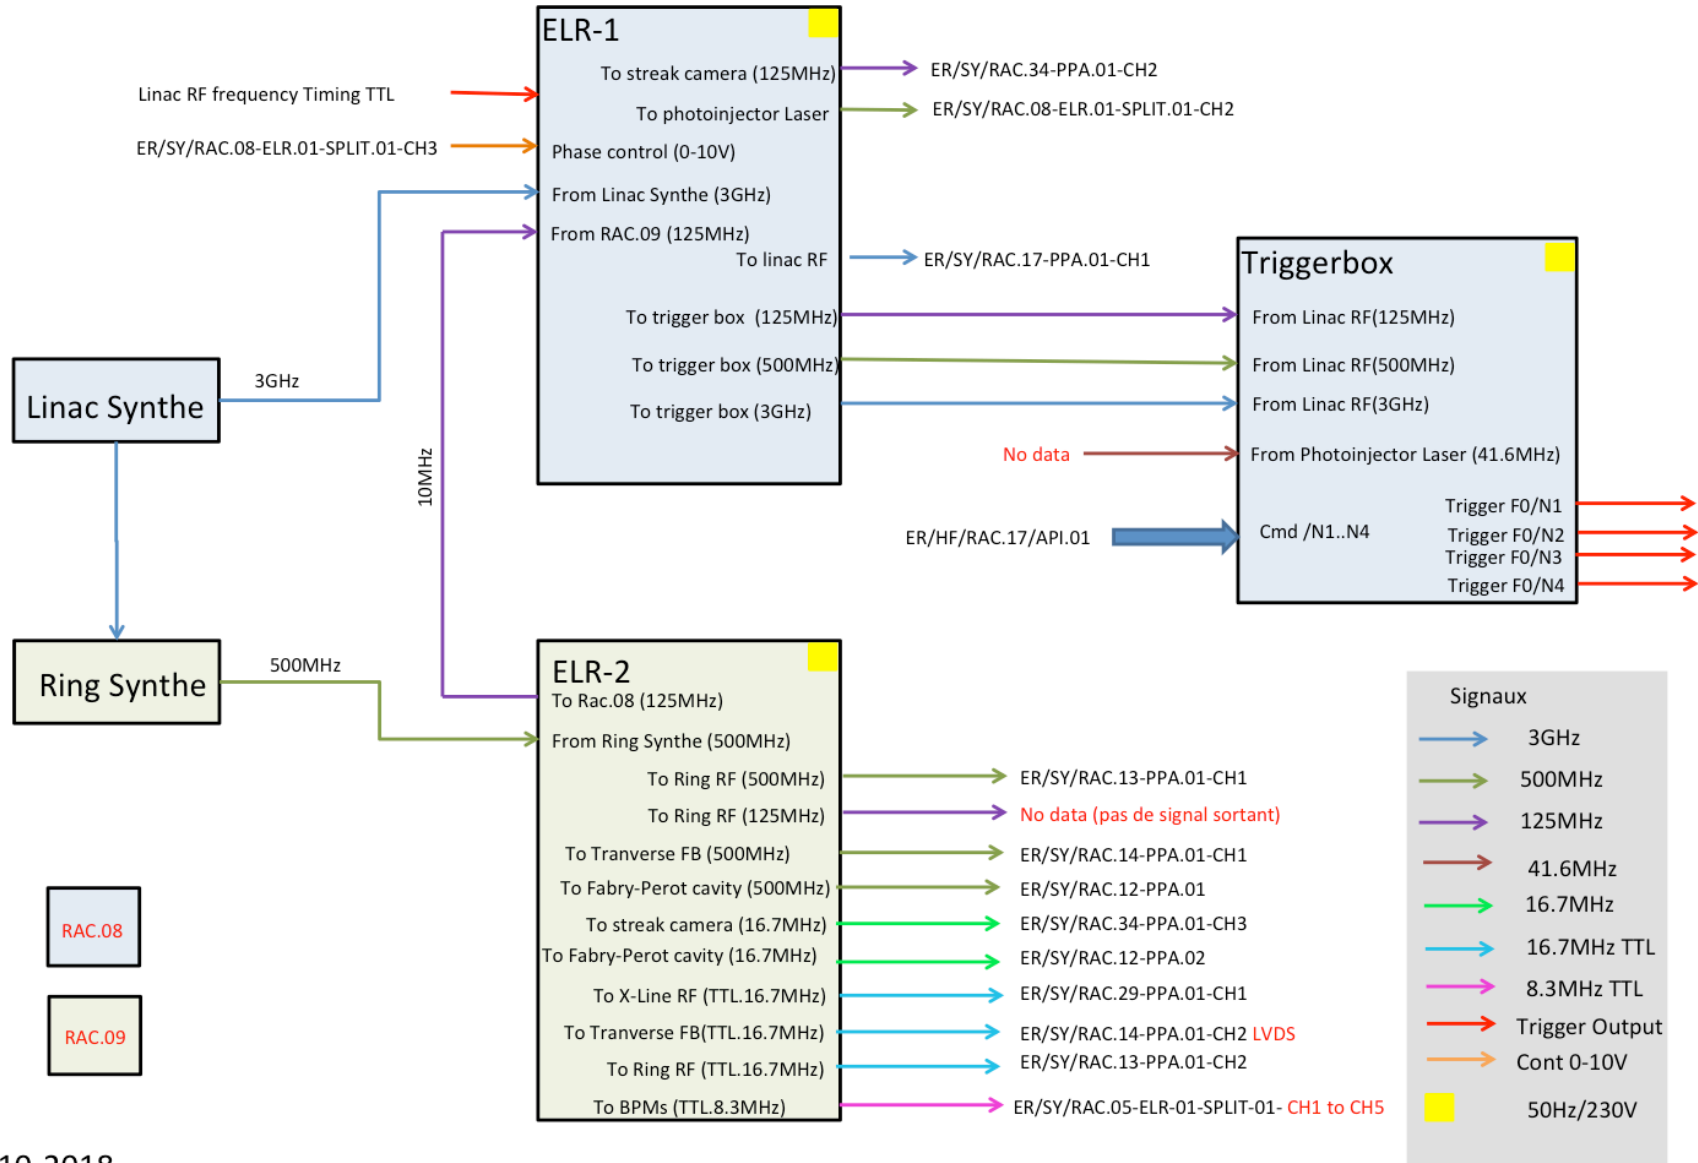 ELR-1
To streak camera (125MHz)
ER/SY/RAC.34-PPA.01-CH2
Linac RF frequency Timing TTL
To photoinjector Laser
ER/SY/RAC.08-ELR.01-SPLIT.01-CH2
ER/SY/RAC.08-ELR.01-SPLIT.01-CH3
Phase control (0-10V)
From Linac Synthe (3GHz)
From RAC.09 (125MHz)
To linac RF
ER/SY/RAC.17-PPA.01-CH1
Triggerbox
To trigger box (125MHz)
From Linac RF(125MHz)
To trigger box (500MHz)
From Linac RF(500MHz)
To trigger box (3GHz)
From Linac RF(3GHz)
Linac Synthe
3GHz
10MHz
No data
From Photoinjector Laser (41.6MHz)
ER/HF/RAC.17/API.01
Cmd /N1..N4
Trigger F0/N1
Trigger F0/N2
Trigger F0/N3
Trigger F0/N4
Ring Synthe
500MHz
ELR-2
To Rac.08 (125MHz)
From Ring Synthe (500MHz)
To Ring RF (500MHz)
ER/SY/RAC.13-PPA.01-CH1
To Ring RF (125MHz)
No data (pas de signal sortant)
To Tranverse FB (500MHz)
ER/SY/RAC.14-PPA.01-CH1
To Fabry-Perot cavity (500MHz)
ER/SY/RAC.12-PPA.01
To streak camera (16.7MHz)
ER/SY/RAC.34-PPA.01-CH3
To Fabry-Perot cavity (16.7MHz)
ER/SY/RAC.12-PPA.02
To X-Line RF (TTL.16.7MHz)
ER/SY/RAC.29-PPA.01-CH1
To Tranverse FB(TTL.16.7MHz)
ER/SY/RAC.14-PPA.01-CH2 LVDS
To Ring RF (TTL.16.7MHz)
ER/SY/RAC.13-PPA.01-CH2
To BPMs (TTL.8.3MHz)
ER/SY/RAC.05-ELR-01-SPLIT-01- CH1 to CH5
RAC.08
RAC.09
Signaux
3GHz
500MHz
125MHz
41.6MHz
16.7MHz
16.7MHz TTL
8.3MHz TTL
Trigger Output
Cont 0-10V
50Hz/230V